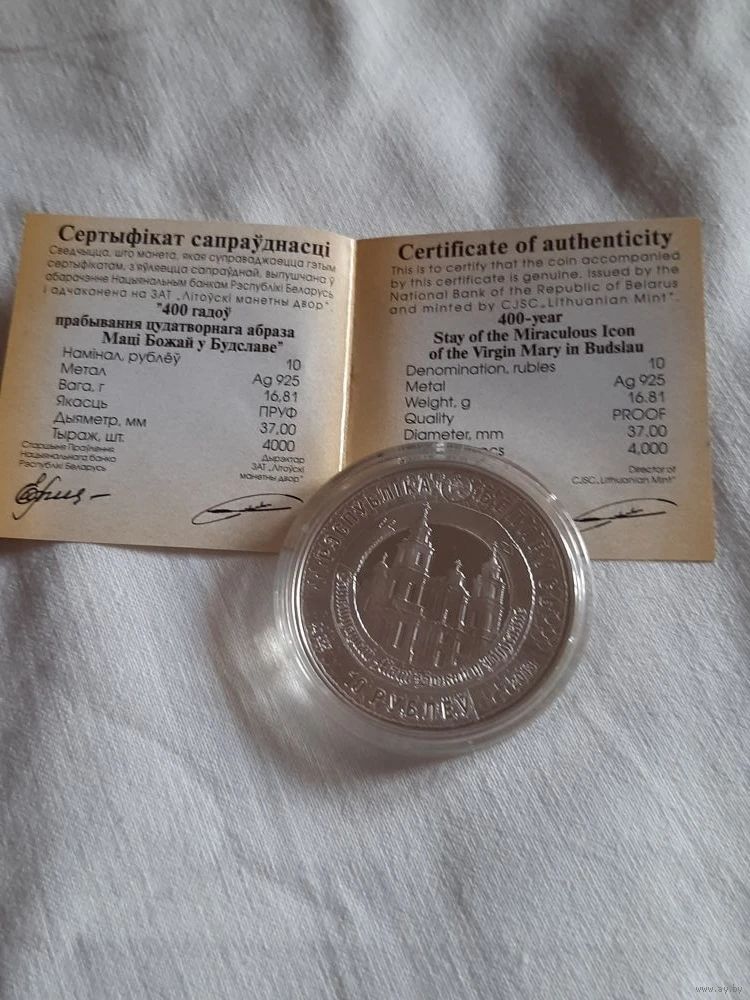 Сертыфікат сапраўднасці
Сведчыцца, што манета, якая суправаджаецца гэтым
сертыфікатам, з'яўляецца сапраўднай, выпушчана ў
абарачэнне Нацыянальным банкам Рэспублікі Беларусь
і адчаканена на ЗАТ „Літоўскі манетны двор"
"400 гадоў
прабывання цудатворнага абраза
Маці Божай у Будславе"
Намінал, рублёў 10
Метал Ag 925
Вага, г 16,81
Якасць ПРУФ
Дыяметр, мм 37,00
Тыраж, шт. 4000
Старшыня Праўлення
Нацыянальнага банка
Рэспублікі Беларусь
Дырэктар
ЗАТ „Літоўскі
манетны двор"
Certificate of authenticity
This is to certify that the coin accompanied
by this certificate is genuine. Issued by the
National Bank of the Republic of Belarus
and minted by CJSC „Lithuanian Mint".
400-year
Stay of the Miraculous Icon
of the Virgin Mary in Budslau
Denomination, rubles 10
Metal Ag 925
Weight, g 16.81
Quality PROOF
Diameter, mm 37.00
pcs 4,000
Director of
CJSC „Lithuanian Mint"
РЭСПУБЛІКА БЕЛАРУСЬ
10 РУБЛЁЎ
www.ay.by